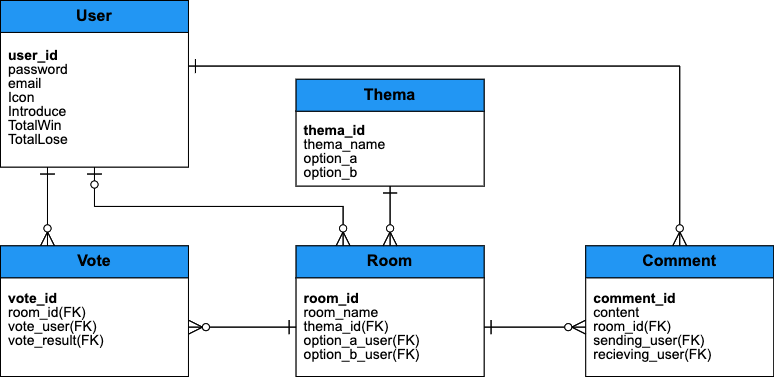 User
user_id
password
email
Icon
Introduce
TotalWin
TotalLose
Thema
thema_id
thema_name
option_a
option_b
Vote
vote_id
room_id(FK)
vote_user(FK)
vote_result(FK)
Room
room_id
room_name
thema_id(FK)
option_a_user(FK)
option_b_user(FK)
Comment
comment_id
content
room_id(FK)
sending_user(FK)
recieving_user(FK)